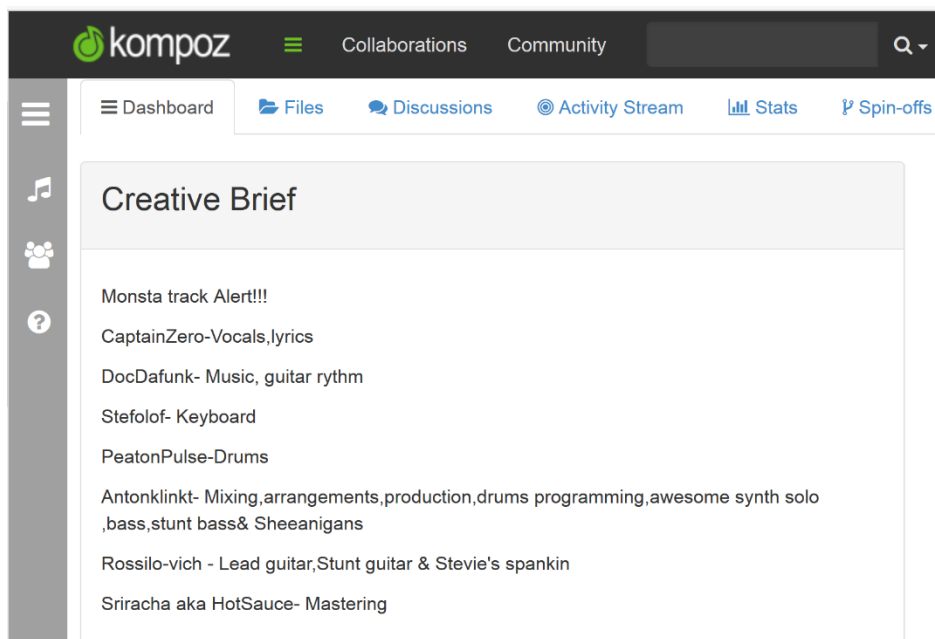 kompoz
Collaborations
Community
Dashboard
Files
Discussions
Activity Stream
Stats
Spin-offs
Creative Brief
Monsta track Alert!!!
CaptainZero-Vocals,lyrics
DocDafunk- Music, guitar rythm
Stefolof- Keyboard
PeatonPulse-Drums
Antonklinkt- Mixing,arrangements,production,drums programming,awesome synth solo
,bass,stunt bass& Sheeanigans
Rossilo-vich - Lead guitar,Stunt guitar & Stevie's spankin
Sriracha aka HotSauce- Mastering